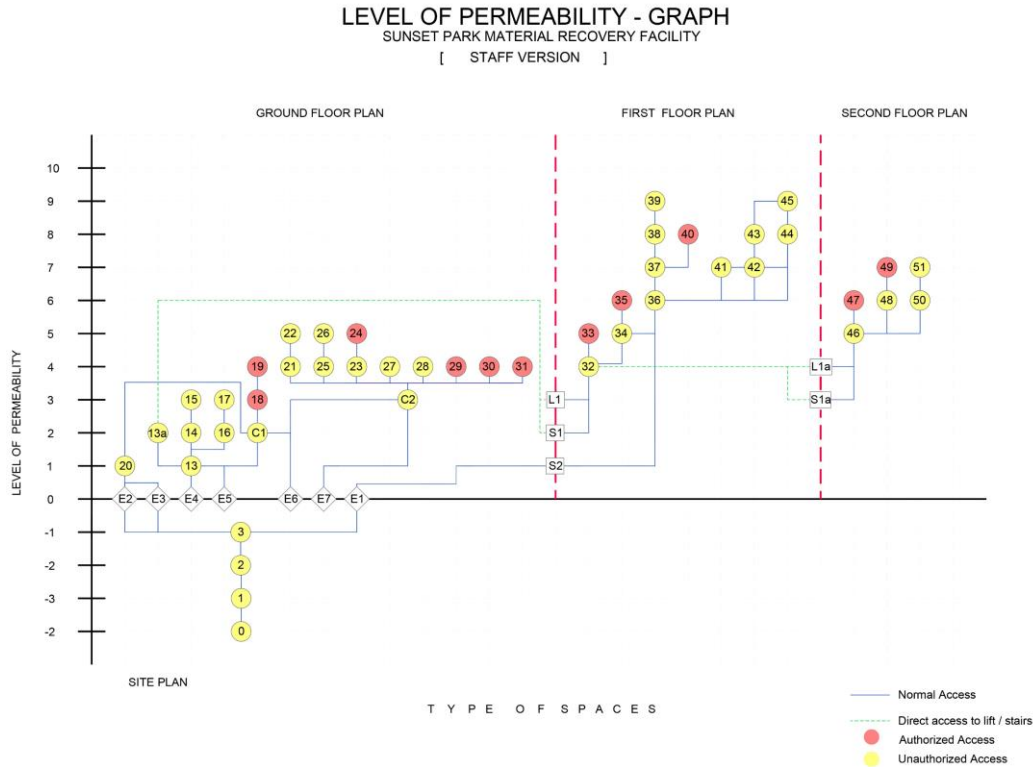 LEVEL OF PERMEABILITY - GRAPH
SUNSET PARK MATERIAL RECOVERY FACILITY
[ STAFF VERSION ]
GROUND FLOOR PLAN FIRST FLOOR PLAN SECOND FLOOR PLAN
LEVEL OF PERMEABILITY
10
9 39 45
8 38 40 43 44
7 37 41 42 49 51
6 35 36 47 48 50
5 22 26 24 33 34 46
4 19 21 25 23 27 28 29 30 31 32 L1a
3 15 17 18 C2 L1 S1a
2 13a 14 16 C1 S1
1 20 13 S2
0 E2 E3 E4 E5 E6 E7 E1
-1 3
-2 2
-3 1
-2 0
SITE PLAN
T Y P E O F S P A C E S
Normal Access
Direct access to lift / stairs
Authorized Access
Unauthorized Access